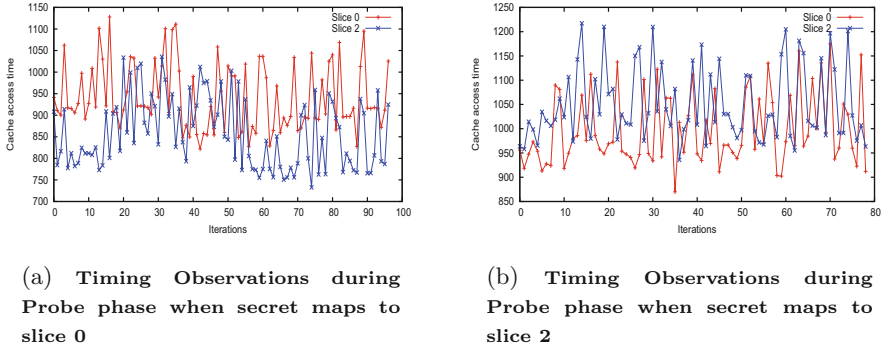 1150
1100
1050
1000
950
900
850
800
750
700
Cache access time
0 10 20 30 40 50 60 70 80 90 100
Iterations
Slice 0
Slice 2
(a) Timing Observations during
Probe phase when secret maps to
slice 0
1250
1200
1150
1100
1050
1000
950
900
850
Cache access time
0 10 20 30 40 50 60 70 80
Iterations
Slice 0
Slice 2
(b) Timing Observations during
Probe phase when secret maps to
slice 2